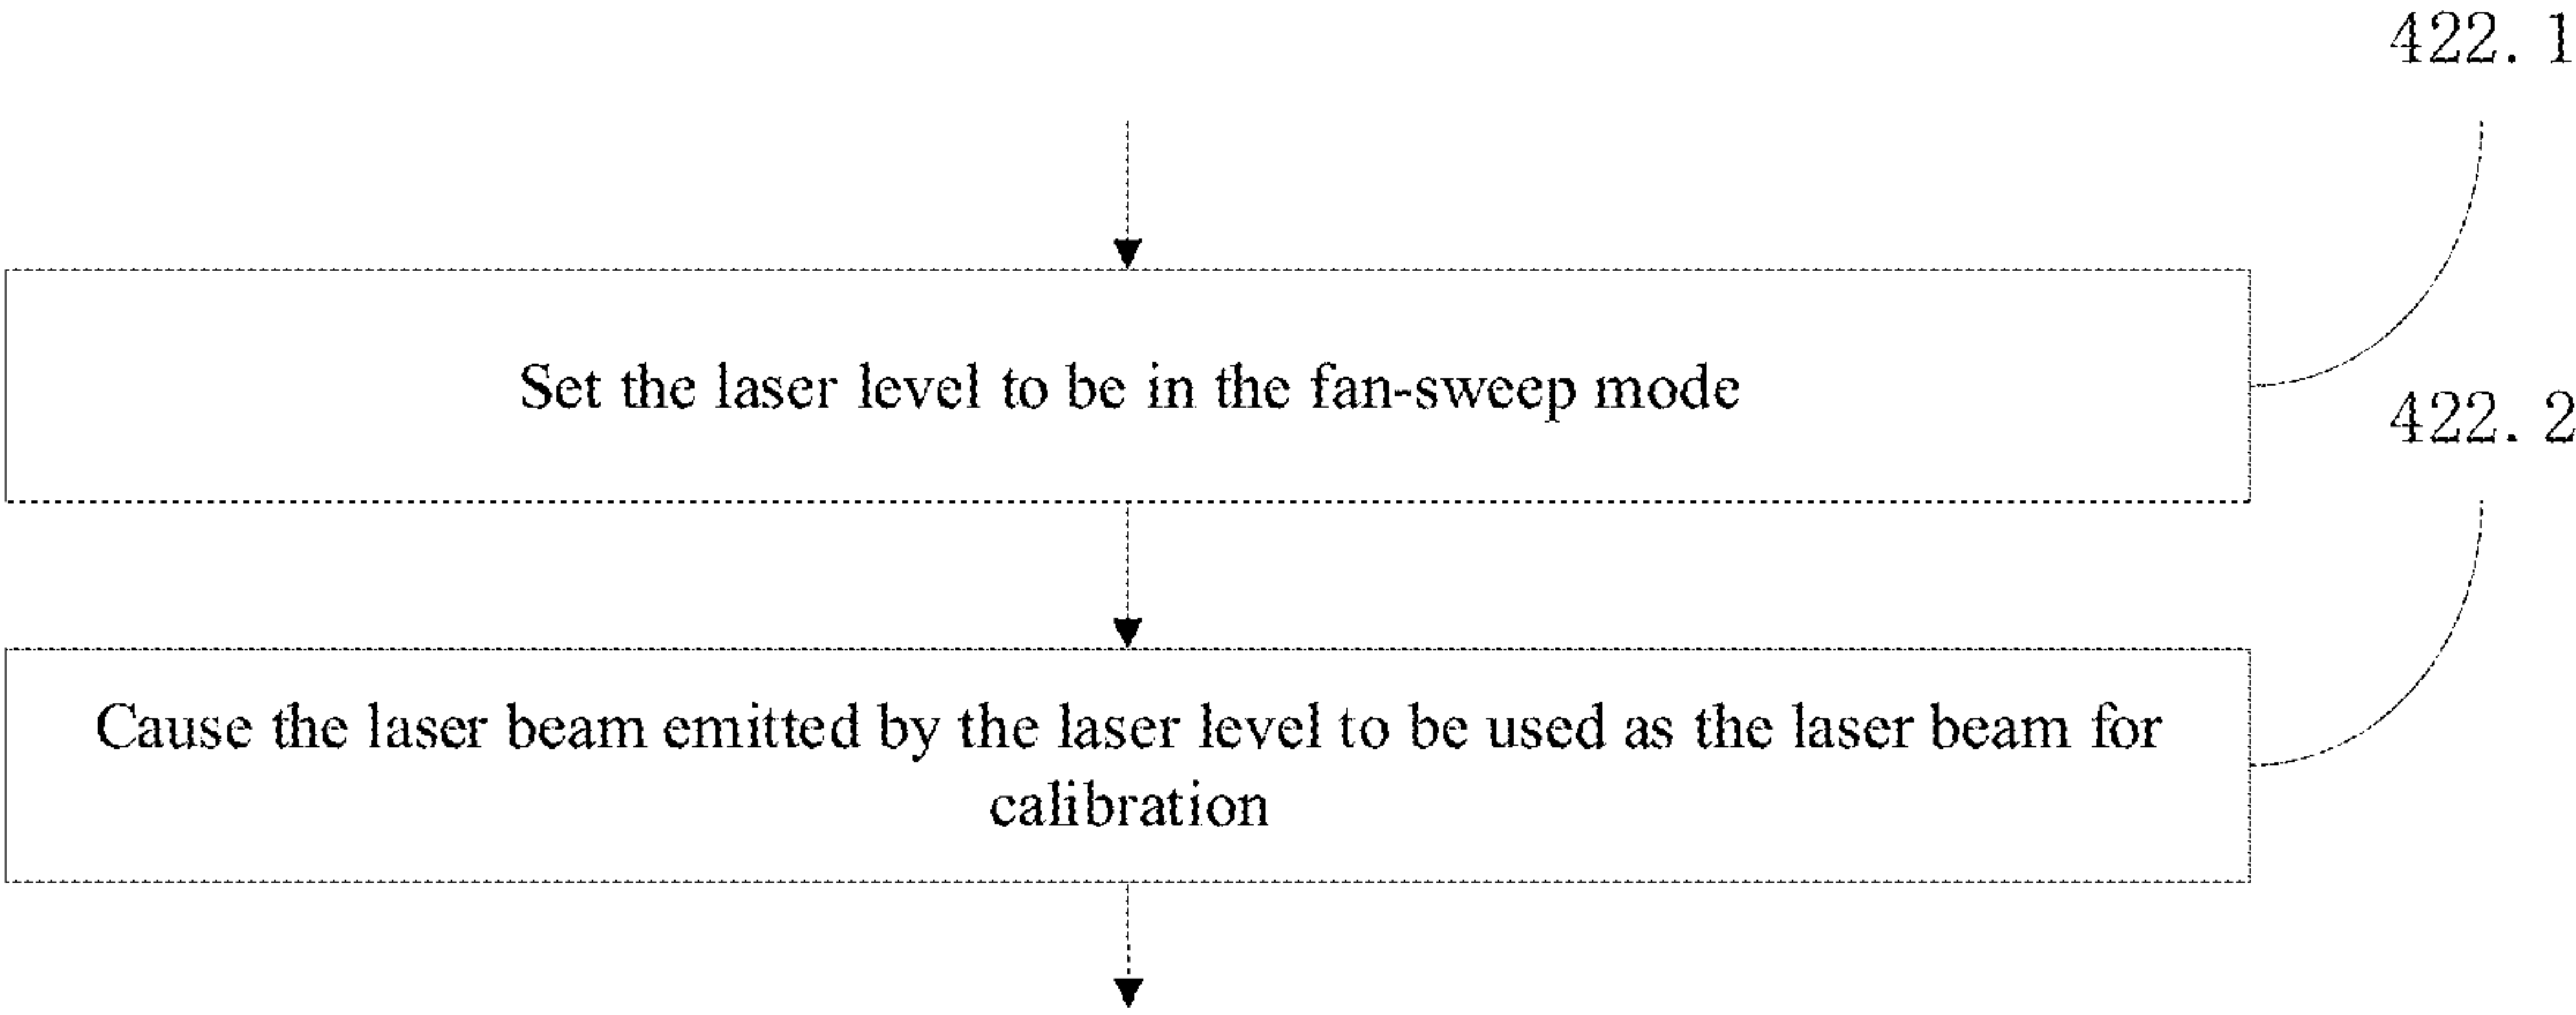 422. 1
Set the laser level to be in the fan-sweep mode
422. 2
Cause the laser beam emitted by the laser level to be used as the laser beam for
calibration